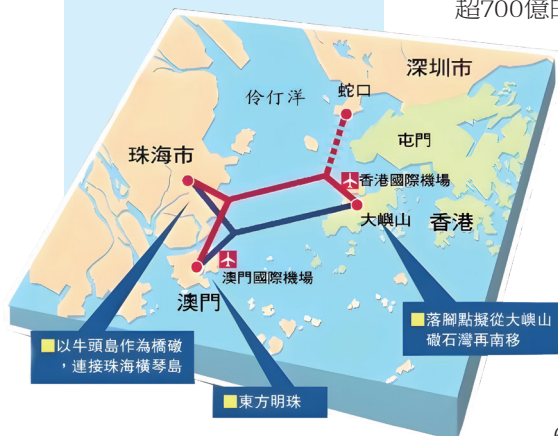 超700億
深圳市
蛇口
伶仃洋
屯門
珠海市
香港國際機場
大嶼山
香港
澳門國際機場
澳門
落腳點擬從大嶼山
䃟石灣再南移
以牛頭島作為橋礅
，連接珠海橫琴島
東方明珠